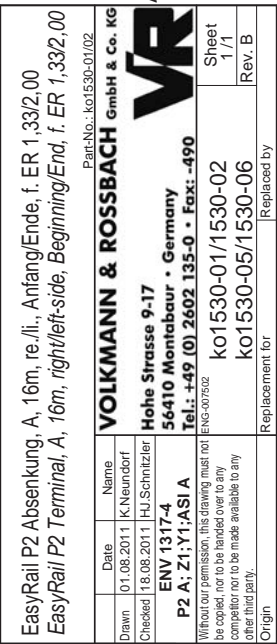 EasyRail P2 Absenkung, A, 16m, re./li., Anfang/Ende, f. ER 1,33/2,00
EasyRail P2 Terminal, A, 16m, right/left-side, Beginning/End, f. ER 1,33/2,00
Part-No.: ko1530-01/02
Date Name
Drawn 01.08.2011 K.Neundorf
Checked 18.08.2011 HJ.Schnitzler
ENV 1317-4
P2 A; Z1;Y1;ASI A
VOLKMANN & ROSSBACH GmbH & Co. KG
Hohe Strasse 9-17
56410 Montabaur • Germany
Tel.: +49 (0) 2602 135-0 • Fax: -490
VR
Without our permission, this drawing must not
be copied, nor to be handed over to any
competitor nor to be made available to any
other third party.
ENG-007502
ko1530-01/1530-02
ko1530-05/1530-06
Sheet
1 /1
Rev. B
Origin
Replacement for
Replaced by